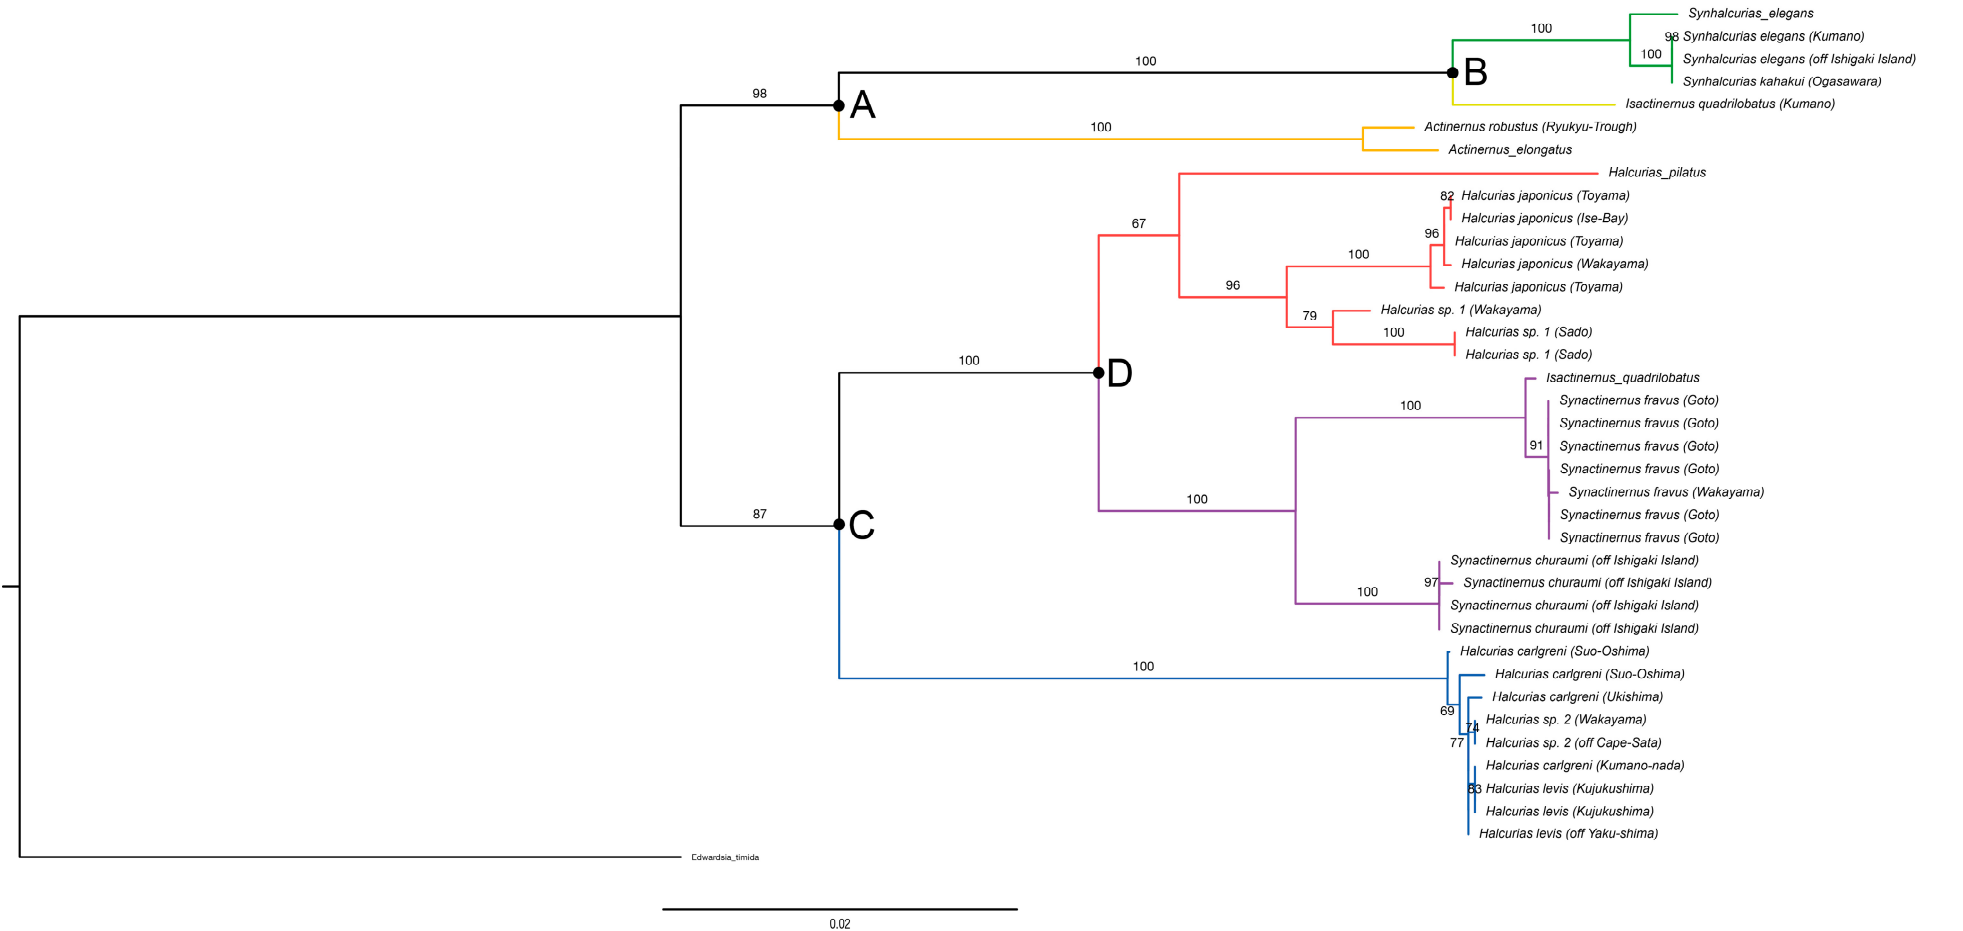 Synhalcurias_elegans
100
98 Synhalcurias elegans (Kumano)
100
Synhalcurias elegans (off Ishigaki Island)
100
B
Synhalcurias kahakui (Ogasawara)
98
A
Isactinernus quadrilobatus (Kumano)
100
Actinernus robustus (Ryukyu-Trough)
Actinernus_elongatus
Halcurias_pilatus
82 Halcurias japonicus (Toyama)
67
Halcurias japonicus (Ise-Bay)
96
Halcurias japonicus (Toyama)
100
Halcurias japonicus (Wakayama)
96
Halcurias japonicus (Toyama)
79
Halcurias sp. 1 (Wakayama)
100
Halcurias sp. 1 (Sado)
Halcurias sp. 1 (Sado)
100
D
Isactinernus_quadrilobatus
100
Synactinernus fravus (Goto)
Synactinernus fravus (Goto)
91
Synactinernus fravus (Goto)
Synactinernus fravus (Goto)
100
Synactinernus fravus (Wakayama)
87
C
Synactinernus fravus (Goto)
Synactinernus fravus (Goto)
Synactinernus churaumi (off Ishigaki Island)
97
Synactinernus churaumi (off Ishigaki Island)
100
Synactinernus churaumi (off Ishigaki Island)
Synactinernus churaumi (off Ishigaki Island)
100
Halcurias carlgreni (Suo-Oshima)
Halcurias carlgreni (Suo-Oshima)
69
Halcurias carlgreni (Ukishima)
74
Halcurias sp. 2 (Wakayama)
77
Halcurias sp. 2 (off Cape-Sata)
Halcurias carlgreni (Kumano-nada)
83 Halcurias levis (Kujukushima)
Halcurias levis (Kujukushima)
Halcurias levis (off Yaku-shima)
Edwardsia_timida
0.02